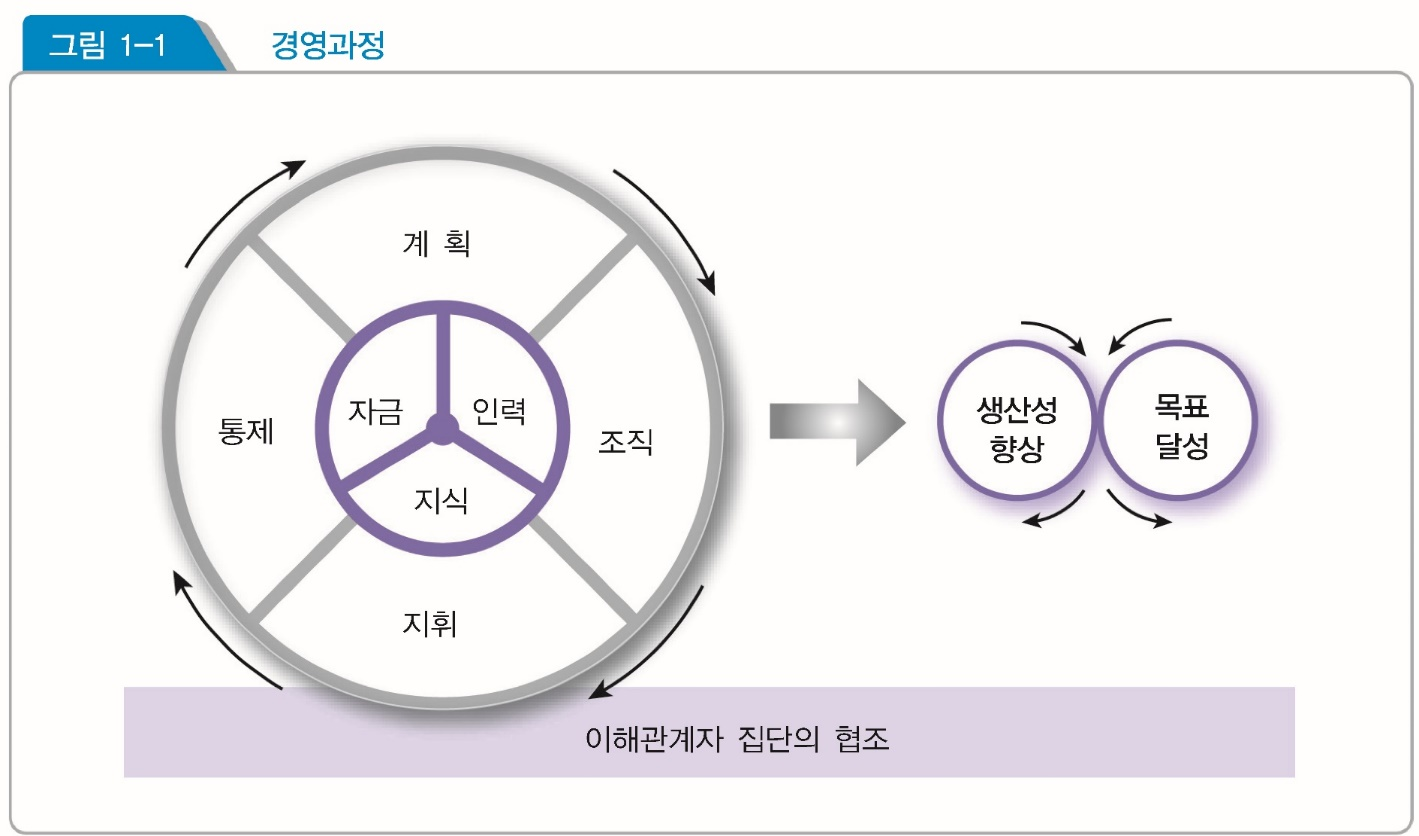 그림 1-1
경영과정
계 획
자금
인력
통제
조직
지식
지휘
생산성
향상
목표
달성
이해관계자 집단의 협조